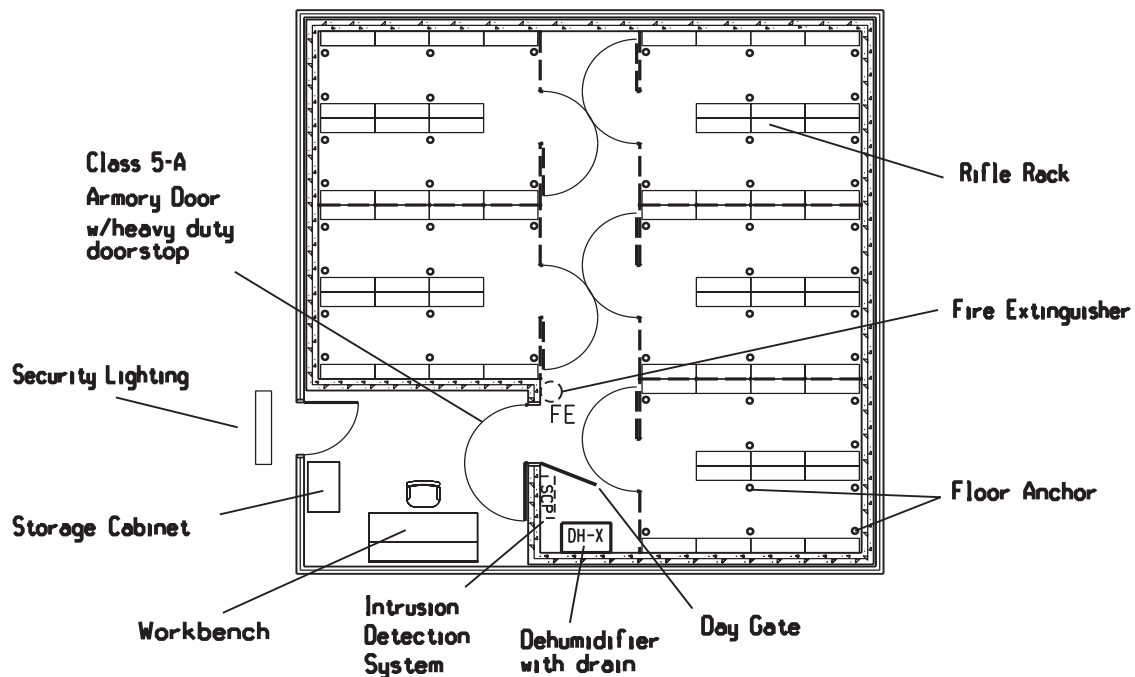 Class 5-A
Armory Door
w/heavy duty
doorstop
Rifle Rack
Fire Extinguisher
Security Lighting
FE
SCP
Floor Anchor
Storage Cabinet
DH-X
Workbench
Intrusion
Detection
System
Dehumidifier
with drain
Day Gate